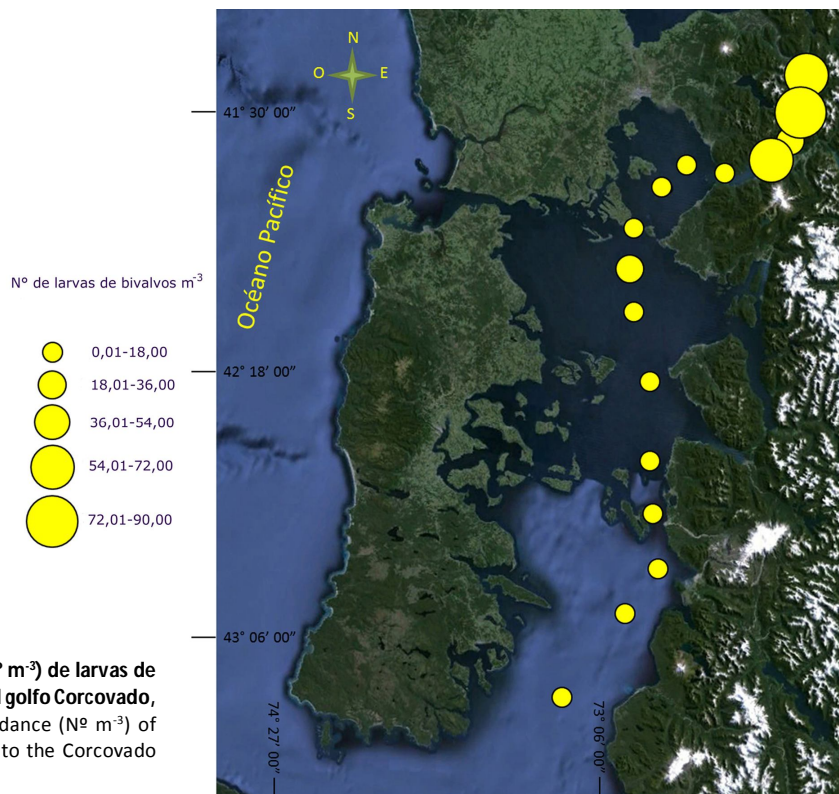 N
O E
S
41° 30′ 00″
Océano Pacífico
N° de larvas de bivalvos m-3
0,01-18,00
18,01-36,00
36,01-54,00
54,01-72,00
72,01-90,00
42° 18′ 00″
43° 06′ 00″
74° 27′ 00″
73° 06′ 00″
° m-3) de larvas de
golfo Corcovado,
dance (Nº m-3) of
to the Corcovado